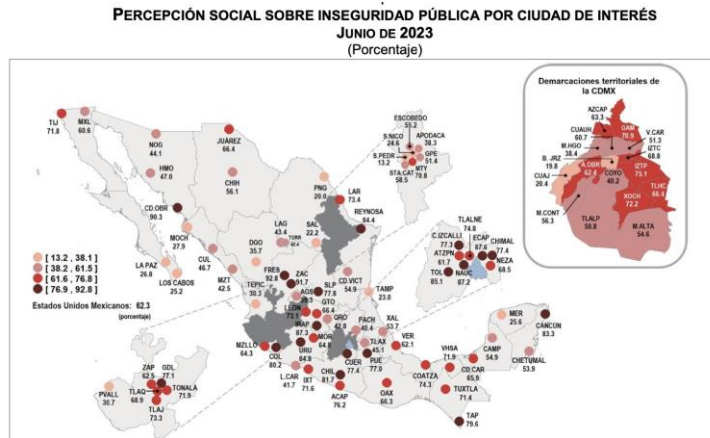 PERCEPCIÓN SOCIAL SOBRE INSEGURIDAD PÚBLICA POR CIUDAD DE INTERÉS
JUNIO DE 2023
(Porcentaje)
TIJ
71.8
MXL
60.6
NOG
44.1
JUÁREZ
66.4
HMO
47.0
CHIH
56.1
CD.OBR
90.3
MOCH
27.9
LA PAZ
26.8
LOS CABOS
25.2
CUL
46.7
MZT
42.5
DGO
35.7
LAG
43.4
TORR
SAL
22.2
PNG
20.0
LAR
73.4
REYNOSA
84.4
ESCOBEDO
55.2
S.NICO
24.6
APODACA
38.3
S.PEDR
13.2
GPE
51.4
STA.CAT
58.5
MTY
70.8
FRES
92.8
ZAC
91.7
TEPIC
30.3
AGS
SLP
77.8
CD.VICT
54.9
TAMP
23.0
LEÓN
73.1
GTO
66.4
IRAP
87.3
QRO
42.8
PACH
40.4
XAL
53.7
MOR
64.8
TLAX
45.1
VER
62.1
MZLLO
64.3
COL
80.2
URU
84.8
L.CAR
41.7
IXT
71.6
CHIL
81.7
ACAP
76.2
CUER
77.4
PUE
77.0
OAX
66.3
COATZA
74.3
VHSA
71.9
TUXTLA
71.4
TAP
79.6
CD.CAR
65.9
CAMP
54.9
MER
25.6
CANCÚN
83.3
CHETUMAL
53.9
TLALNE
74.8
C.IZCALLI
77.3
ECAP
87.6
CHIMAL
77.4
ATZPN
61.7
NEZA
68.5
TOL
85.1
NAUC
87.2
[ 13.2, 38.1 ]
[ 38.2, 61.5 ]
[ 61.6, 76.8 ]
[ 76.9 , 92.8 ]
Estados Unidos Mexicanos: 62.3
(porcentaje)
ZAP
62.5
GDL
77.1
TLAQ
68.9
TONALÁ
71.9
PVALL
30.7
TLAJ
73.3
Demarcaciones territoriales de
la CDMX
AZCAP
63.3
GAM
70.9
CUAUH
60.7
V.CAR
51.3
M.HGO
38.4
IZTC
68.8
B. JRZ
19.8
A.OBR
62.4
COYO
40.2
IZTP
75.1
CUAJ
20.4
TLHC
66.4
XOCH
72.2
M.CONT
56.3
TLALP
50.8
M.ALTA
54.6